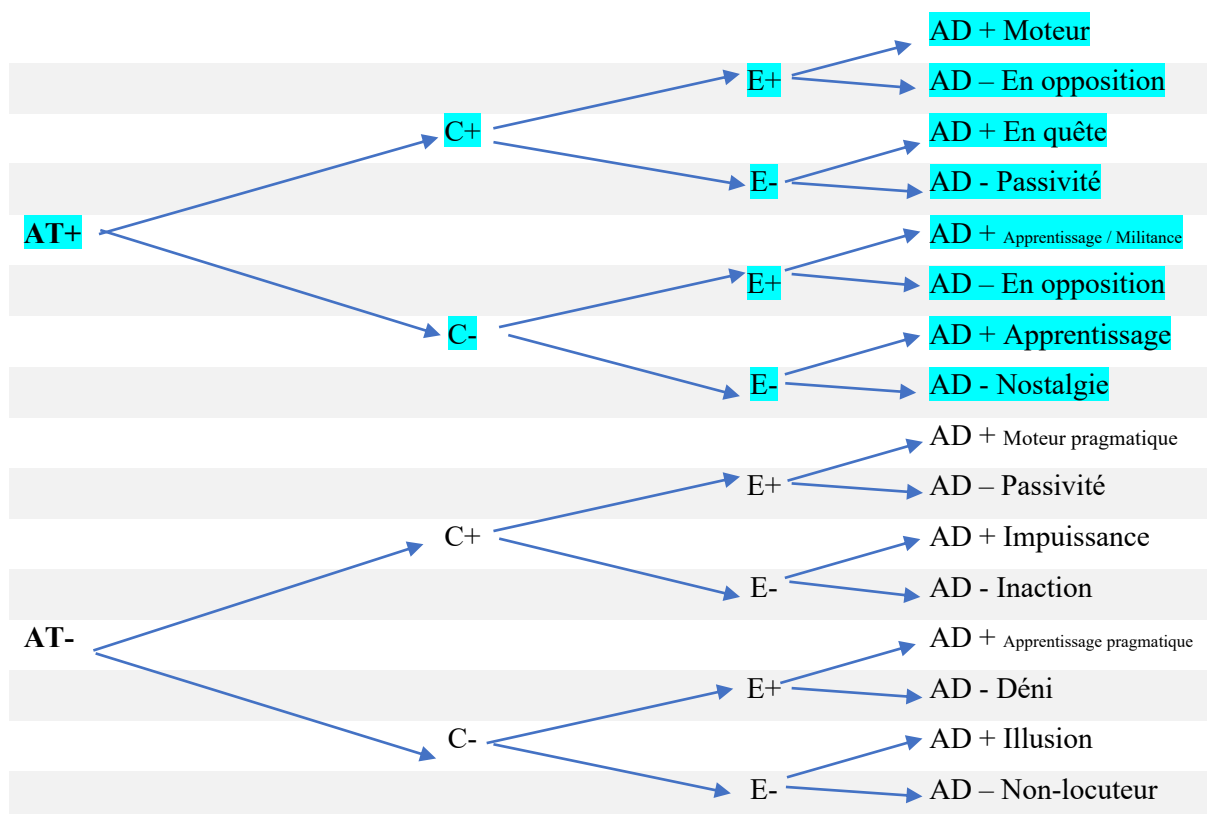 AD + Moteur
E+ AD – En opposition
C+ AD + En quête
E- AD - Passivité
AT+ AD + Apprentissage / Militance
E+ AD – En opposition
C- AD + Apprentissage
E- AD - Nostalgie
AD + Moteur pragmatique
E+ AD – Passivité
C+ AD + Impuissance
E- AD - Inaction
AT- AD + Apprentissage pragmatique
E+ AD - Déni
C- AD + Illusion
E- AD – Non-locuteur